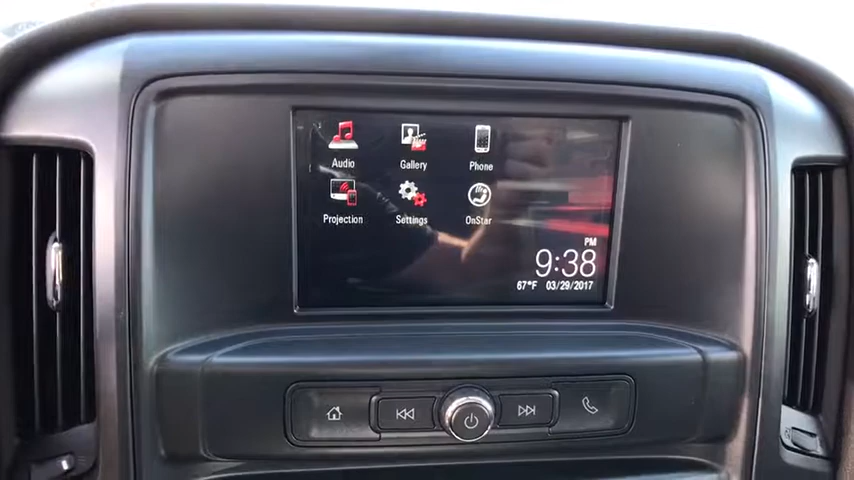 Audio Gallery Phone
Projection Settings OnStar
PM
9:38
67°F 03/29/2017